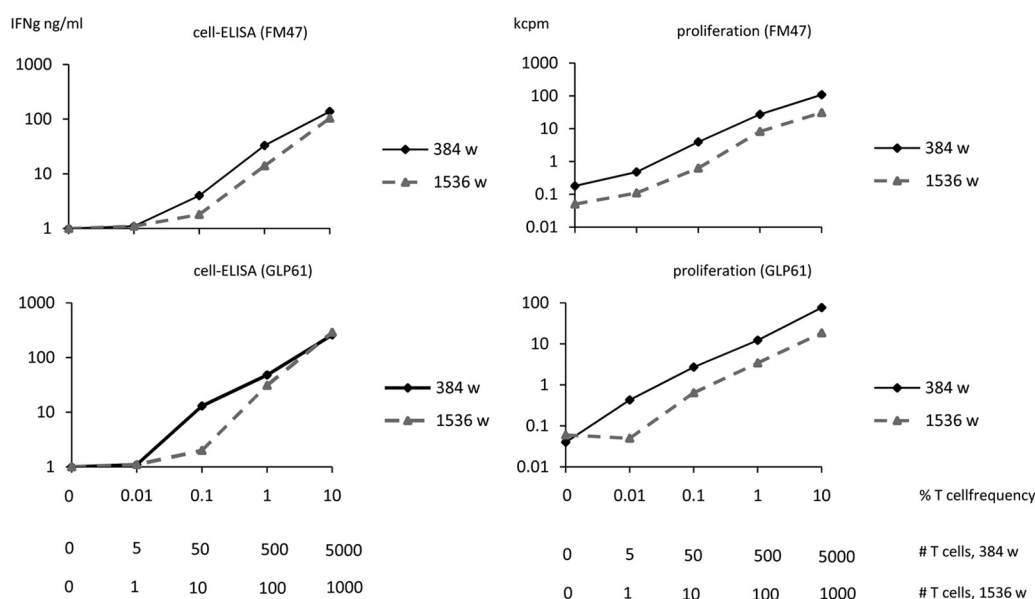 IFNg ng/ml
cell-ELISA (FM47)
1000
100
10
1
384 w
1536 w
kcpm
proliferation (FM47)
1000
100
10
1
0.1
0.01
384 w
1536 w
cell-ELISA (GLP61)
1000
100
10
1
384 w
1536 w
0 0.01 0.1 1 10
proliferation (GLP61)
100
10
1
0.1
0.01
384 w
1536 w
0 0.01 0.1 1 10 % T cellfrequency
0 5 50 500 5000 0 5 50 500 5000 # T cells, 384 w
0 1 10 100 1000 0 1 10 100 1000 # T cells, 1536 w